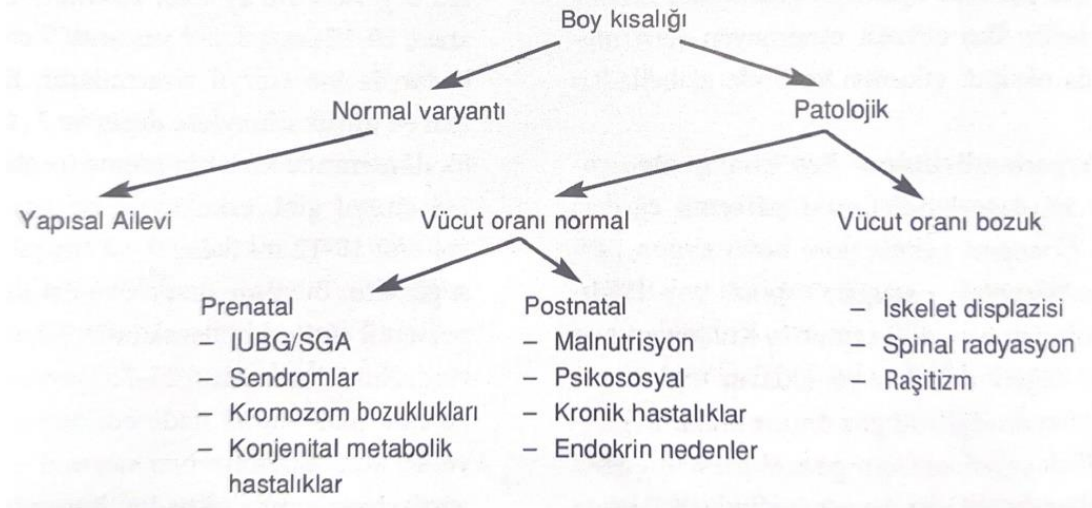 Boy kısalığı
Normal varyantı
Patolojik
Yapısal Ailevi
Vücut oranı normal
Vücut oranı bozuk
Prenatal
– IUBG/SGA
– Sendromlar
– Kromozom bozuklukları
– Konjenital metabolik
hastalıklar
Postnatal
– Malnutrisyon
– Psikososyal
– Kronik hastalıklar
– Endokrin nedenler
– İskelet displazisi
– Spinal radyasyon
– Raşitizm